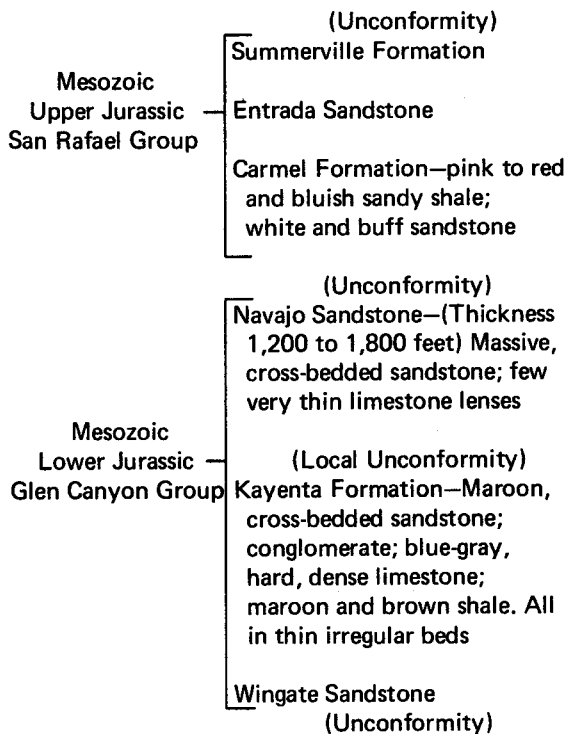 (Unconformity)
Summerville Formation
Mesozoic
Upper Jurassic
San Rafael Group
Entrada Sandstone
Carmel Formation—pink to red
and bluish sandy shale;
white and buff sandstone
(Unconformity)
Navajo Sandstone—(Thickness
1,200 to 1,800 feet) Massive,
cross-bedded sandstone; few
very thin limestone lenses
Mesozoic
Lower Jurassic
Glen Canyon Group
(Local Unconformity)
Kayenta Formation—Maroon,
cross-bedded sandstone;
conglomerate; blue-gray,
hard, dense limestone;
maroon and brown shale. All
in thin irregular beds
Wingate Sandstone
(Unconformity)